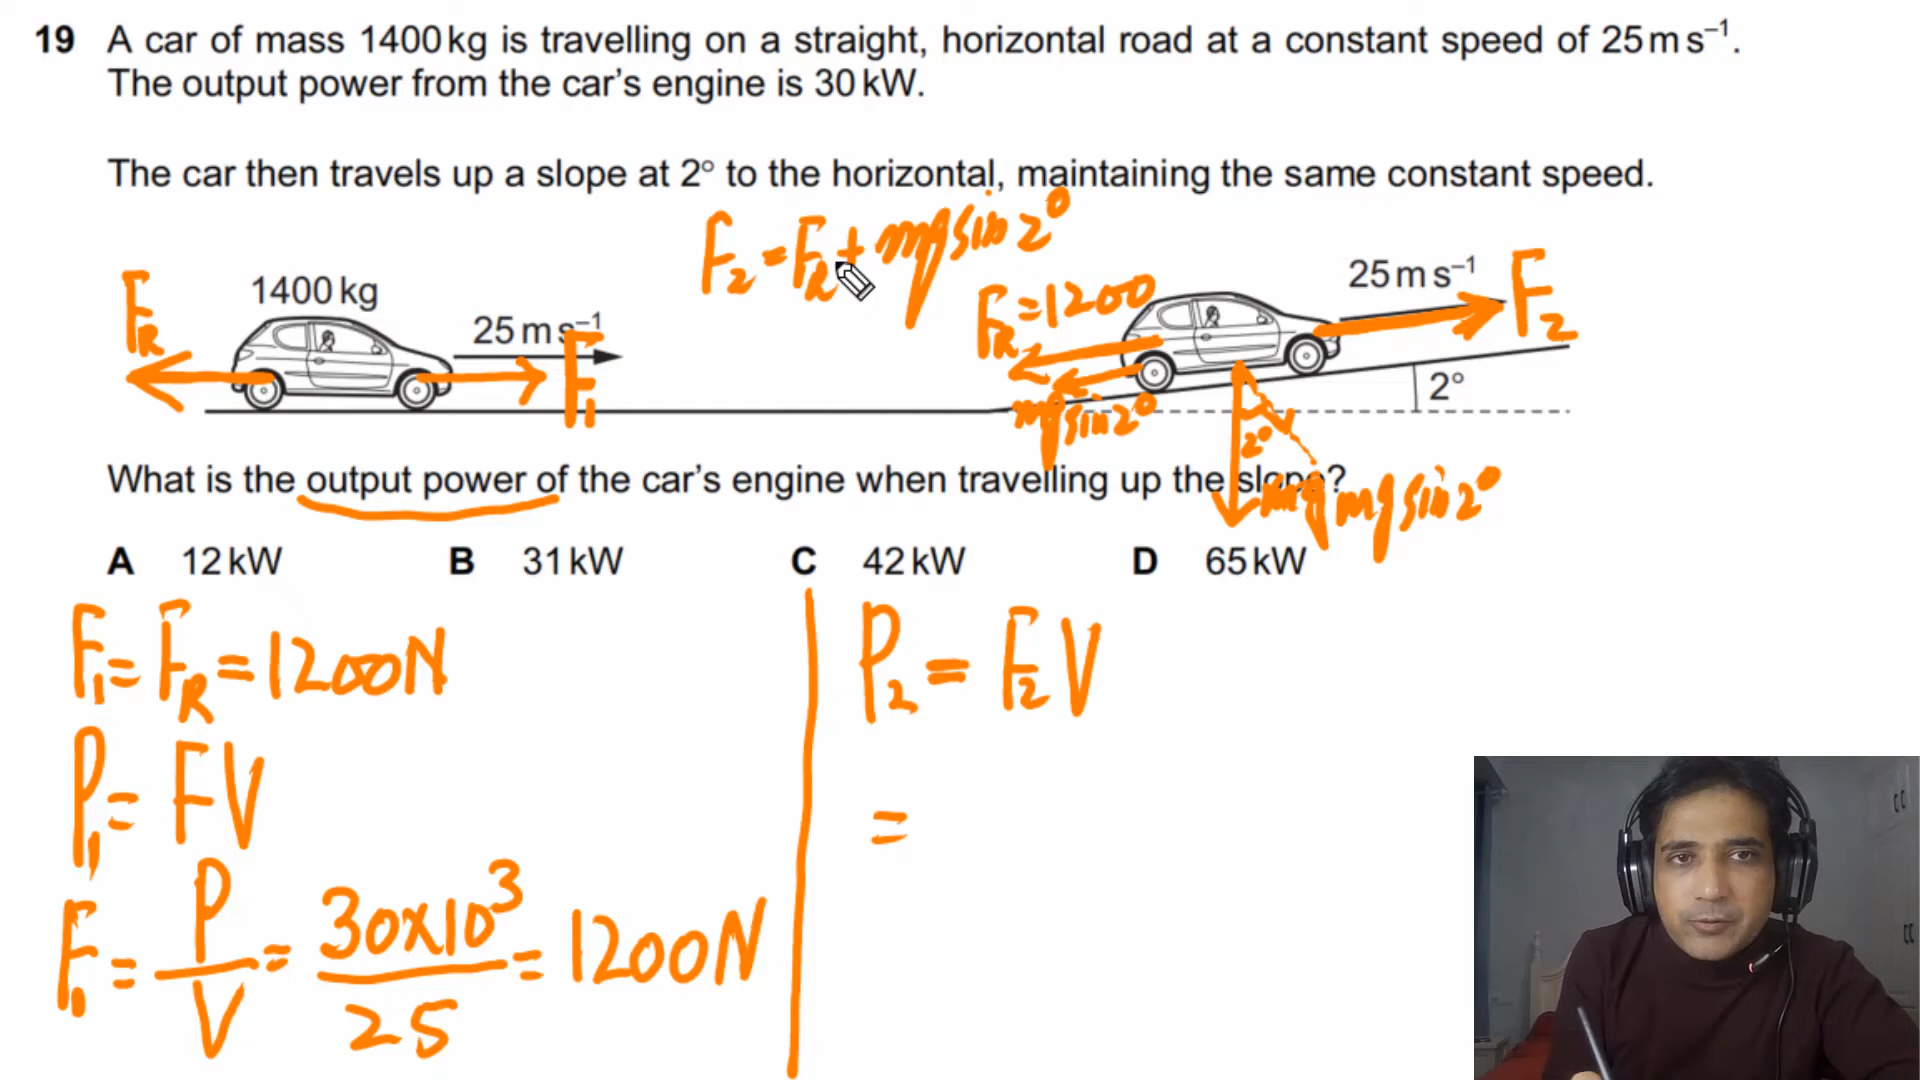 19 A car of mass 1400 kg is travelling on a straight, horizontal road at a constant speed of 25 m s⁻¹.
The output power from the car's engine is 30 kW.
The car then travels up a slope at 2° to the horizontal, maintaining the same constant speed.
F₂ = F_R + mg sin 2°
F_R
1400 kg
25 m s⁻¹
F₁
F_R = 1200
25 m s⁻¹
F₂
mg sin 2°
2°
2°
What is the output power of the car's engine when travelling up the slope?
mg
mg sin 2°
A 12 kW B 31 kW C 42 kW D 65 kW
F₁ = F_R = 1200N
P₁ = FV
F₁ = P/V = 30×10³/25 = 1200N
P₂ = F₂V
=